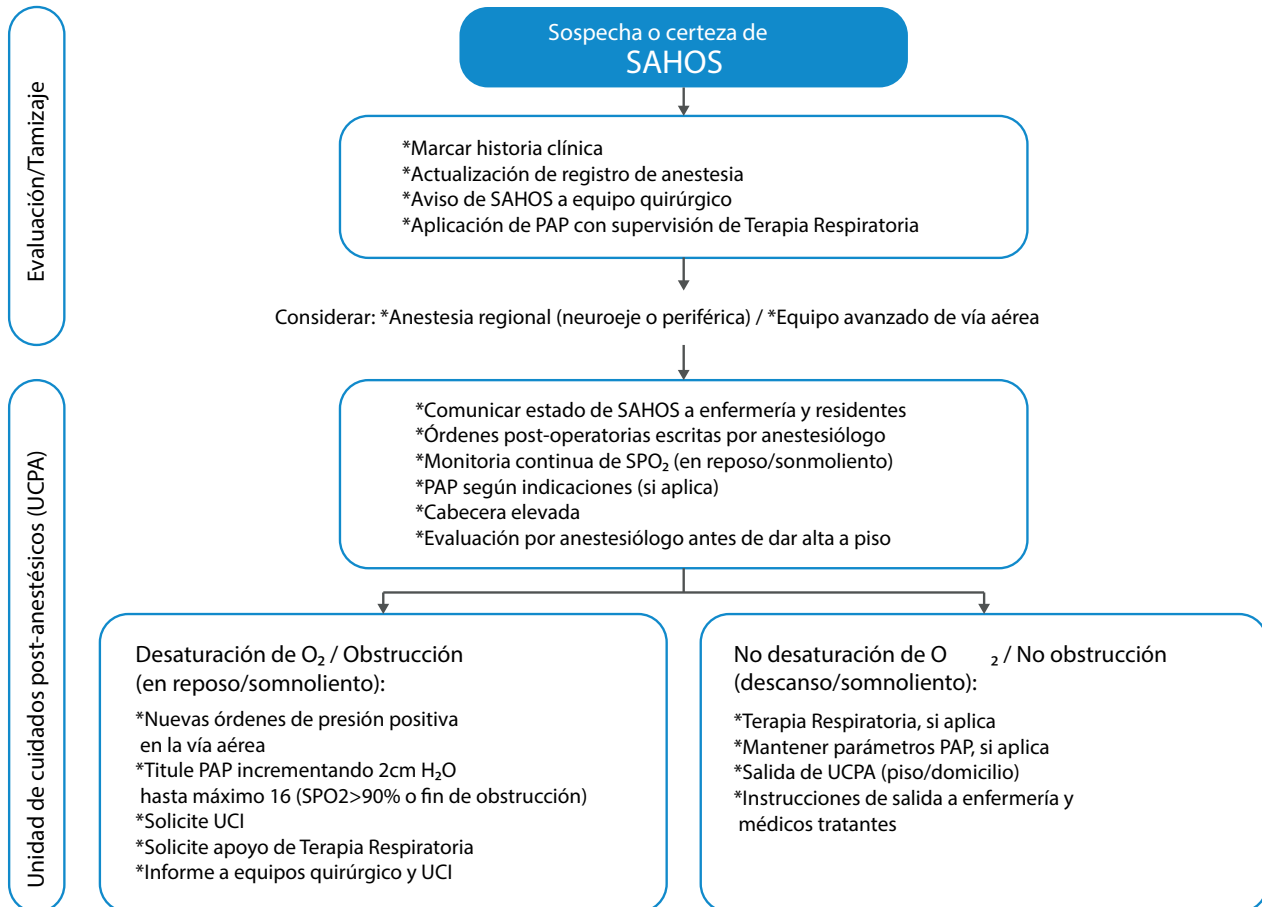 Evaluación/Tamizaje
Sospecha o certeza de
SAHOS
*Marcar historia clínica
*Actualización de registro de anestesia
*Aviso de SAHOS a equipo quirúrgico
*Aplicación de PAP con supervisión de Terapia Respiratoria
Considerar: *Anestesia regional (neuroeje o periférica) / *Equipo avanzado de vía aérea
Unidad de cuidados post-anestésicos (UCPA)
*Comunicar estado de SAHOS a enfermería y residentes
*Órdenes post-operatorias escritas por anestesiólogo
*Monitoria continua de SPO₂ (en reposo/sonmoliento)
*PAP según indicaciones (si aplica)
*Cabecera elevada
*Evaluación por anestesiólogo antes de dar alta a piso
Desaturación de O₂ / Obstrucción
(en reposo/somnoliento):
*Nuevas órdenes de presión positiva
en la vía aérea
*Titule PAP incrementando 2cm H₂O
hasta máximo 16 (SPO2>90% o fin de obstrucción)
*Solicite UCI
*Solicite apoyo de Terapia Respiratoria
*Informe a equipos quirúrgico y UCI
No desaturación de O ₂ / No obstrucción
(descanso/somnoliento):
*Terapia Respiratoria, si aplica
*Mantener parámetros PAP, si aplica
*Salida de UCPA (piso/domicilio)
*Instrucciones de salida a enfermería y
médicos tratantes